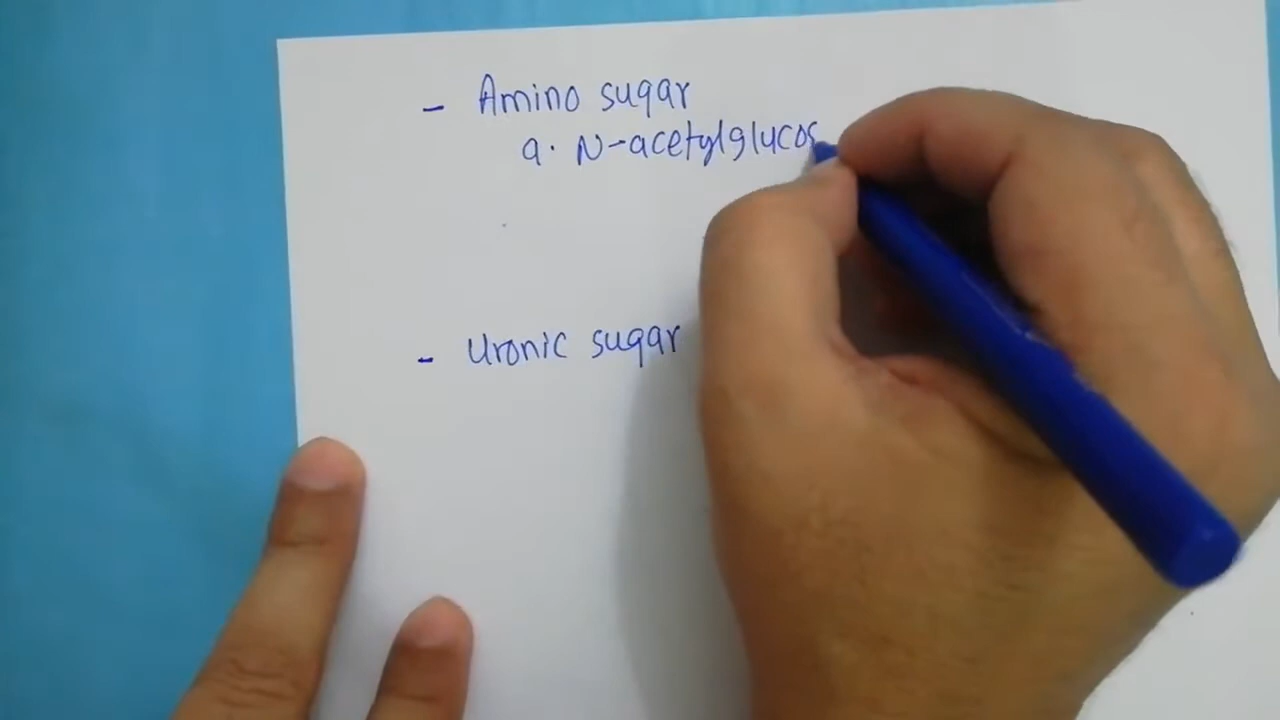 - Amino sugar
a. N-acetylglucos
- Uronic sugar